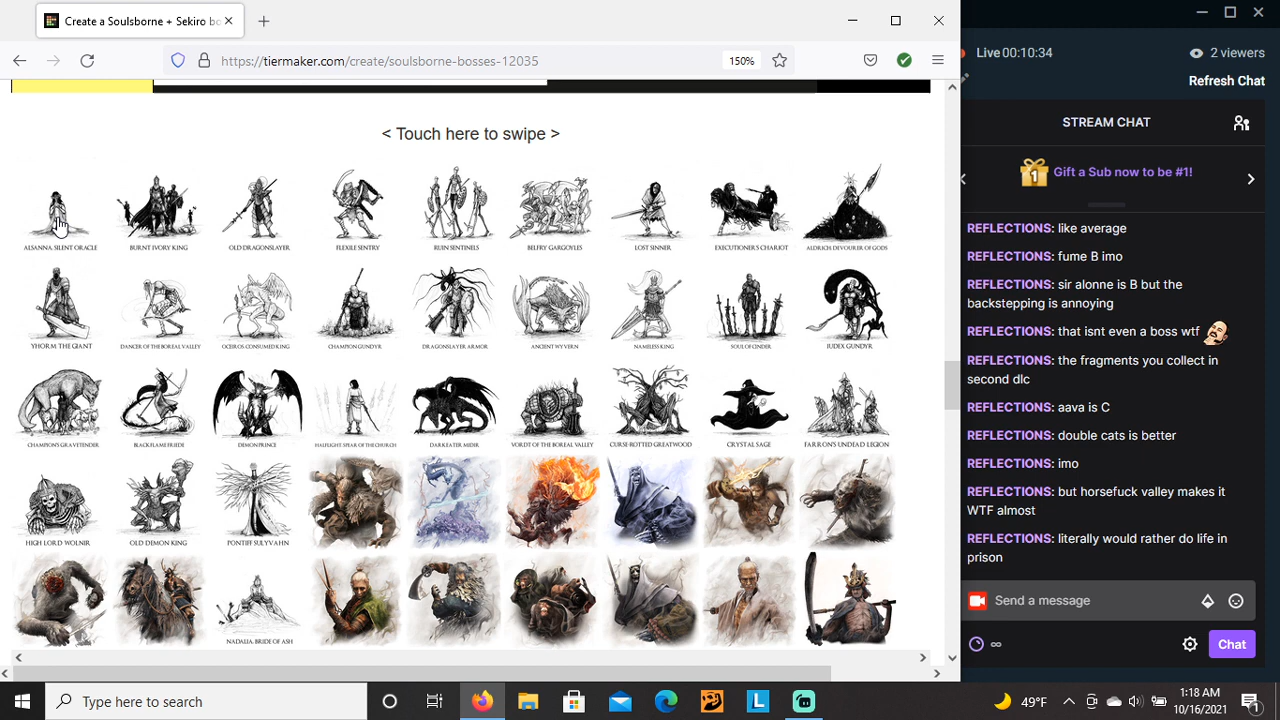 Create a Soulsborne + Sekiro bo
Live 00:10:34
2 viewers
tiermaker.com/create/soulsborne-bosses-12035
150%
Refresh Chat
STREAM CHAT
< Touch here to swipe >
1 Gift a Sub now to be #1!
ALSANNA, SILENT ORACLE
BURNT IVORY KING
OLD DRAGONSLAYER
FLEXILE SENTRY
RUIN SENTINELS
BELFRY GARGOYLES
LOST SINNER
EXECUTIONER'S CHARIOT
ALDRICH, DEVOURER OF GODS
YHORM THE GIANT
DANCER OF THE BOREAL VALLEY
OCEIROS, CONSUMED KING
CHAMPION GUNDYR
DRAGONSLAYER ARMOR
ANCIENT WYVERN
NAMELESS KING
SOUL OF CINDER
IUDEX GUNDYR
CHAMPION'S GRAVETENDER
BLACKFLAME FRIEDE
DEMON PRINCE
HALFLIGHT, SPEAR OF THE CHURCH
DARKEATER MIDIR
VORDT OF THE BOREAL VALLEY
CURSE-ROTTED GREATWOOD
CRYSTAL SAGE
FARRON'S UNDEAD LEGION
HIGH LORD WOLNIR
OLD DEMON KING
PONTIFF SULYVAHN
NADALIA, BRIDE OF ASH
REFLECTIONS: like average
REFLECTIONS: fume B imo
REFLECTIONS: sir alonne is B but the
backstepping is annoying
REFLECTIONS: that isnt even a boss wtf
REFLECTIONS: the fragments you collect in
second dlc
REFLECTIONS: aava is C
REFLECTIONS: double cats is better
REFLECTIONS: imo
REFLECTIONS: but horsefuck valley makes it
WTF almost
REFLECTIONS: literally would rather do life in
prison
Send a message
∞
Chat
Type here to search
L
49°F
1:18 AM
10/16/2021
1